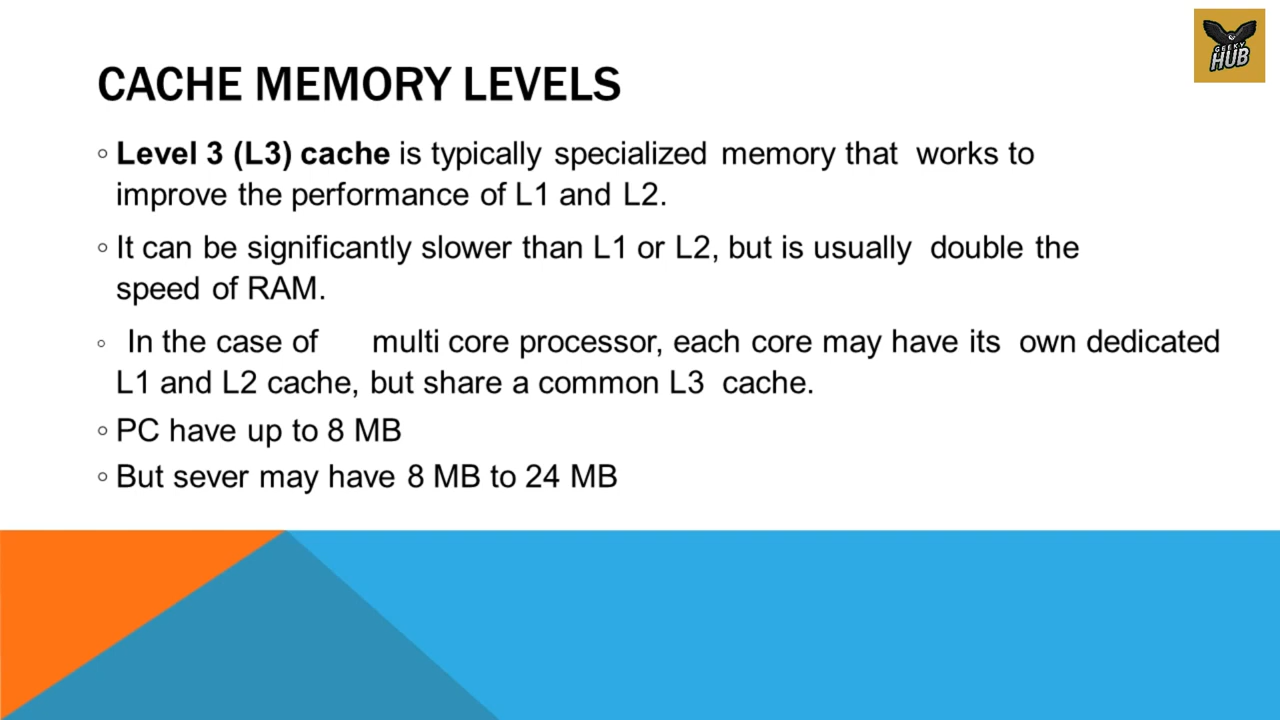 GEEKY
HUB
CACHE MEMORY LEVELS
◦ Level 3 (L3) cache is typically specialized memory that works to
improve the performance of L1 and L2.
◦ It can be significantly slower than L1 or L2, but is usually double the
speed of RAM.
◦ In the case of multi core processor, each core may have its own dedicated
L1 and L2 cache, but share a common L3 cache.
◦ PC have up to 8 MB
◦ But sever may have 8 MB to 24 MB